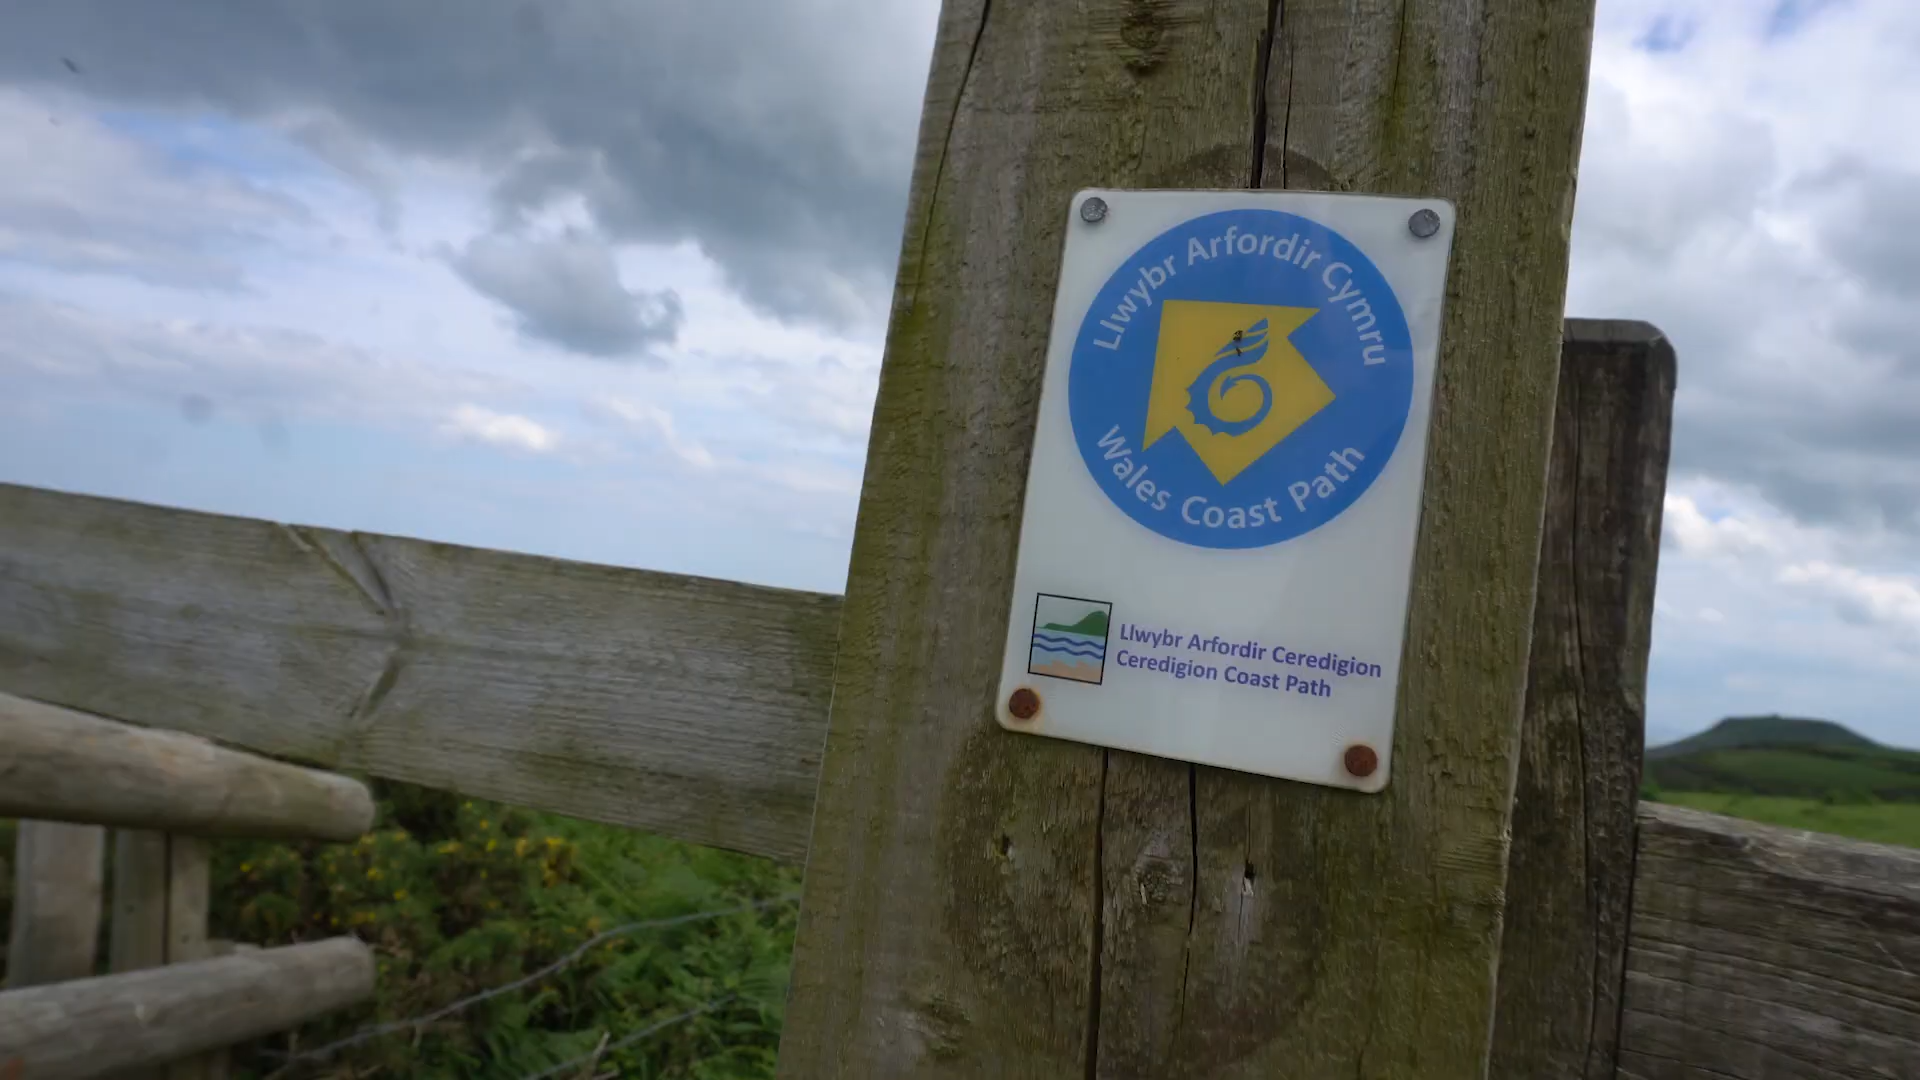 Llwybr Arfordir Cymru
Wales Coast Path
Llwybr Arfordir Ceredigion
Ceredigion Coast Path